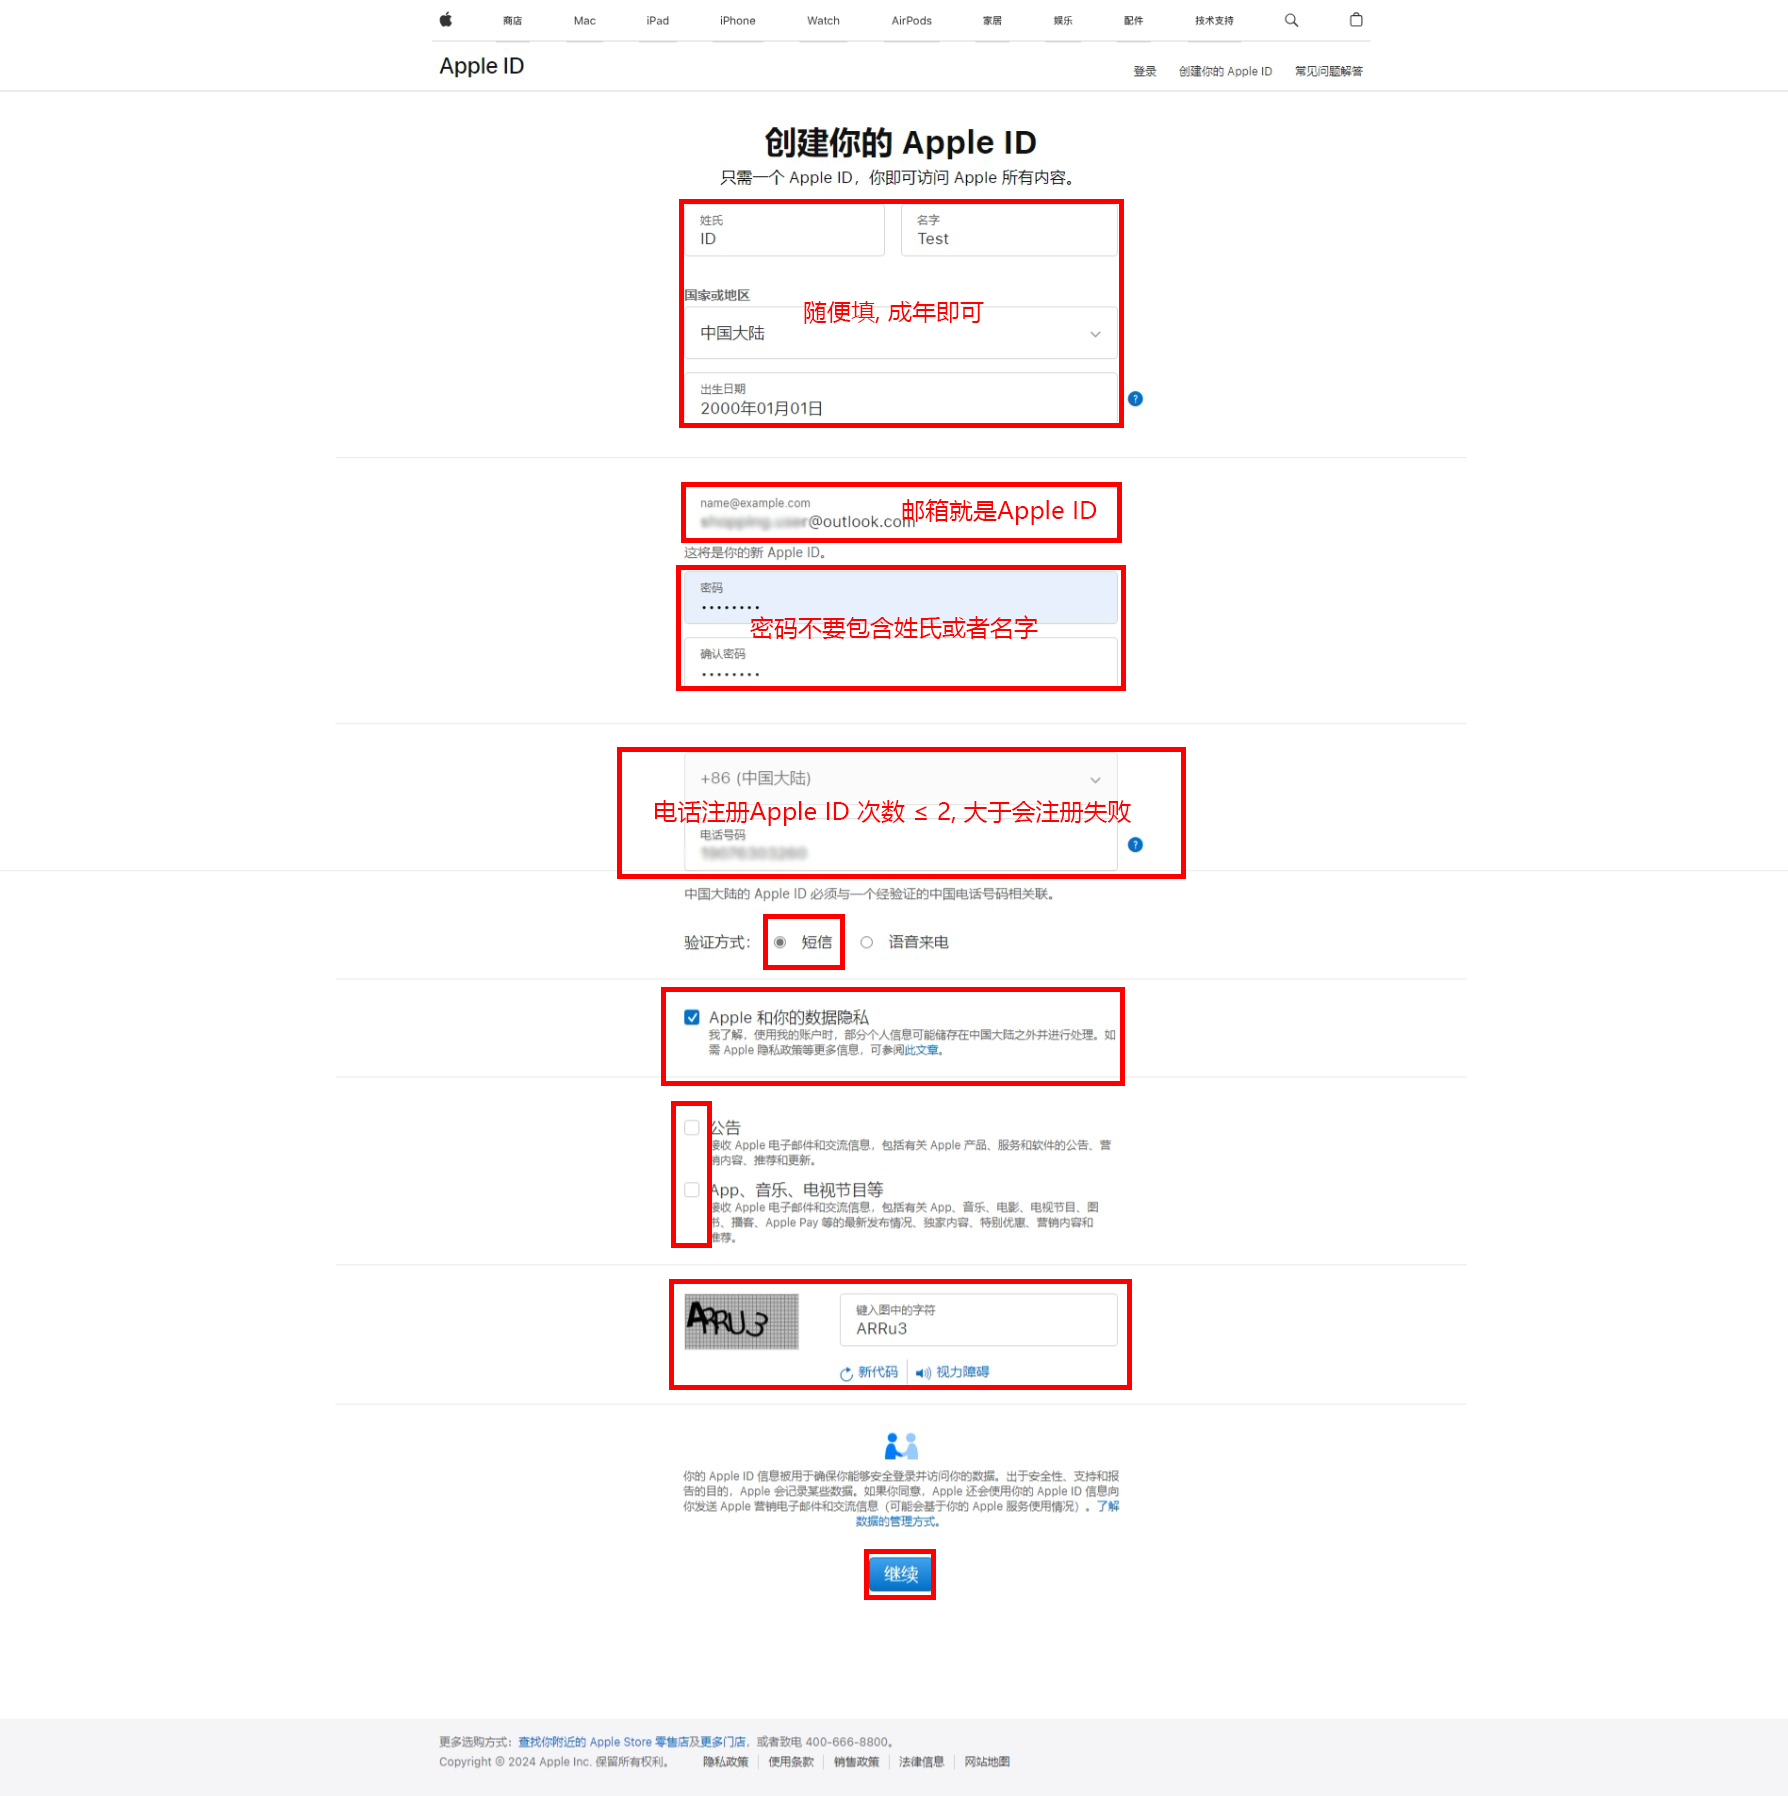 商店 Mac iPad iPhone Watch AirPods 家居 娱乐 配件 技术支持
Apple ID
登录 创建你的 Apple ID 常见问题解答
创建你的 Apple ID
只需一个 Apple ID，你即可访问 Apple 所有内容。
姓氏 名字
ID Test
国家或地区
随便填, 成年即可
中国大陆
出生日期
2000年01月01日
name@example.com
邮箱就是Apple ID
@outlook.com
这将是你的新 Apple ID。
密码
密码不要包含姓氏或者名字
确认密码
+86 (中国大陆)
电话注册Apple ID 次数 ≤ 2, 大于会注册失败
电话号码
中国大陆的 Apple ID 必须与一个经验证的中国电话号码相关联。
验证方式： 短信 语音来电
Apple 和你的数据隐私
我了解，使用我的账户时，部分个人信息可能储存在中国大陆之外并进行处理。如
需 Apple 隐私政策等更多信息，可参阅此文章。
公告
接收 Apple 电子邮件和交流信息，包括有关 Apple 产品、服务和软件的公告、营
销内容、推荐和更新。
App、音乐、电视节目等
接收 Apple 电子邮件和交流信息，包括有关 App、音乐、电影、电视节目、图
书、播客、Apple Pay 等的最新发布情况、独家内容、特别优惠、营销内容和
推荐。
ARRU3
键入图中的字符
ARRu3
新代码 视力障碍
你的 Apple ID 信息被用于确保你能够安全登录并访问你的数据。出于安全性、支持和报
告的目的，Apple 会记录某些数据。如果你同意，Apple 还会使用你的 Apple ID 信息向
你发送 Apple 营销电子邮件和交流信息（可能会基于你的 Apple 服务使用情况）。了解
数据的管理方式。
继续
更多选购方式：查找你附近的 Apple Store 零售店及更多门店，或者致电 400-666-8800。
Copyright © 2024 Apple Inc. 保留所有权利。 隐私政策 使用条款 销售政策 法律信息 网站地图